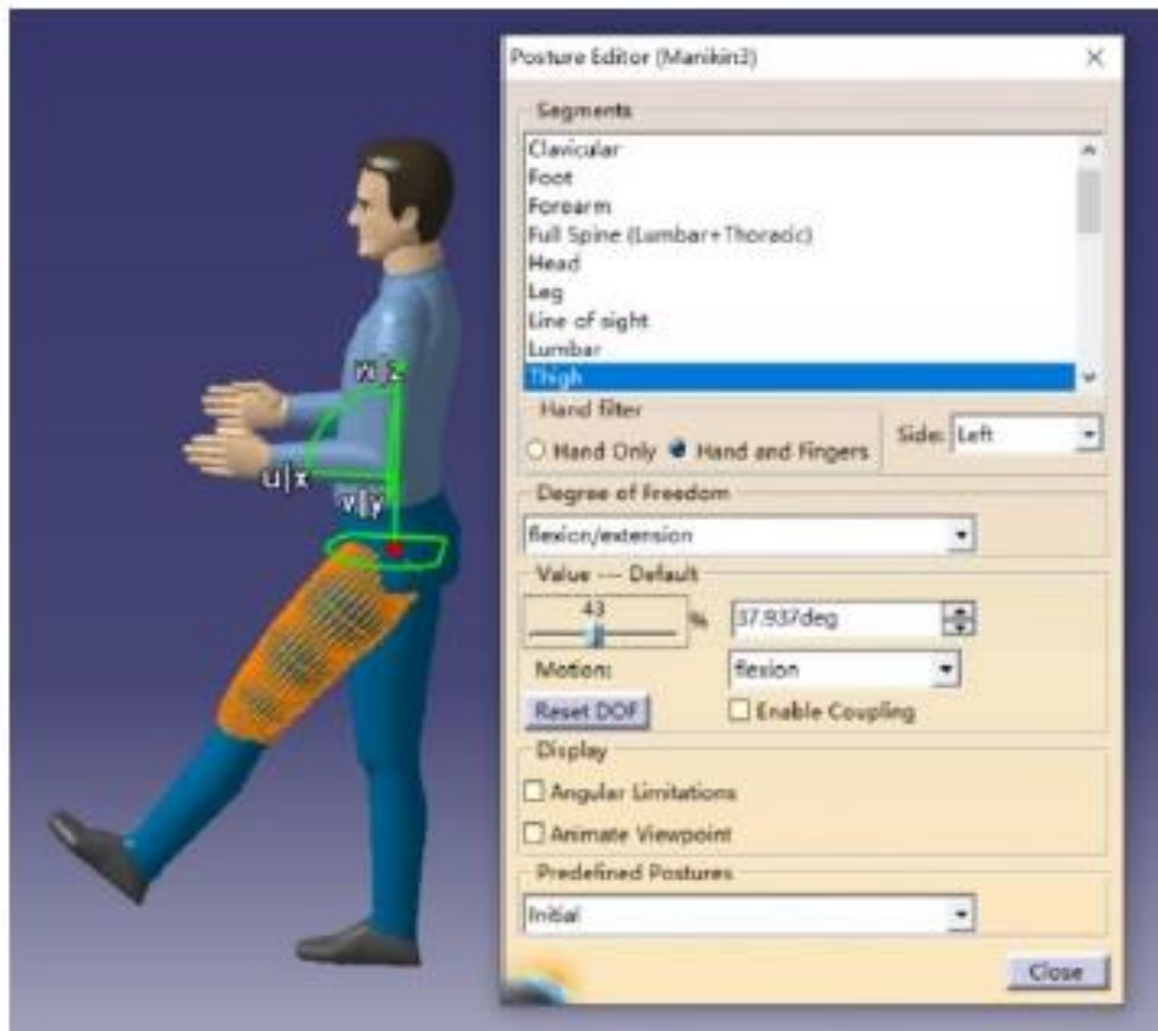 Posture Editor (Manikin3)
Segments
Clavicular
Foot
Forearm
Full Spine (Lumbar+Thoracic)
Head
Leg
Line of sight
Lumbar
Thigh
Hand filter
Hand Only Hand and Fingers
Side: Left
Degree of Freedom
flexion/extension
Value --- Default
43 % 37.937deg
Motion: flexion
Reset DOF Enable Coupling
Display
Angular Limitations
Animate Viewpoint
Predefined Postures
Initial
Close
w|z
u|x
v|y